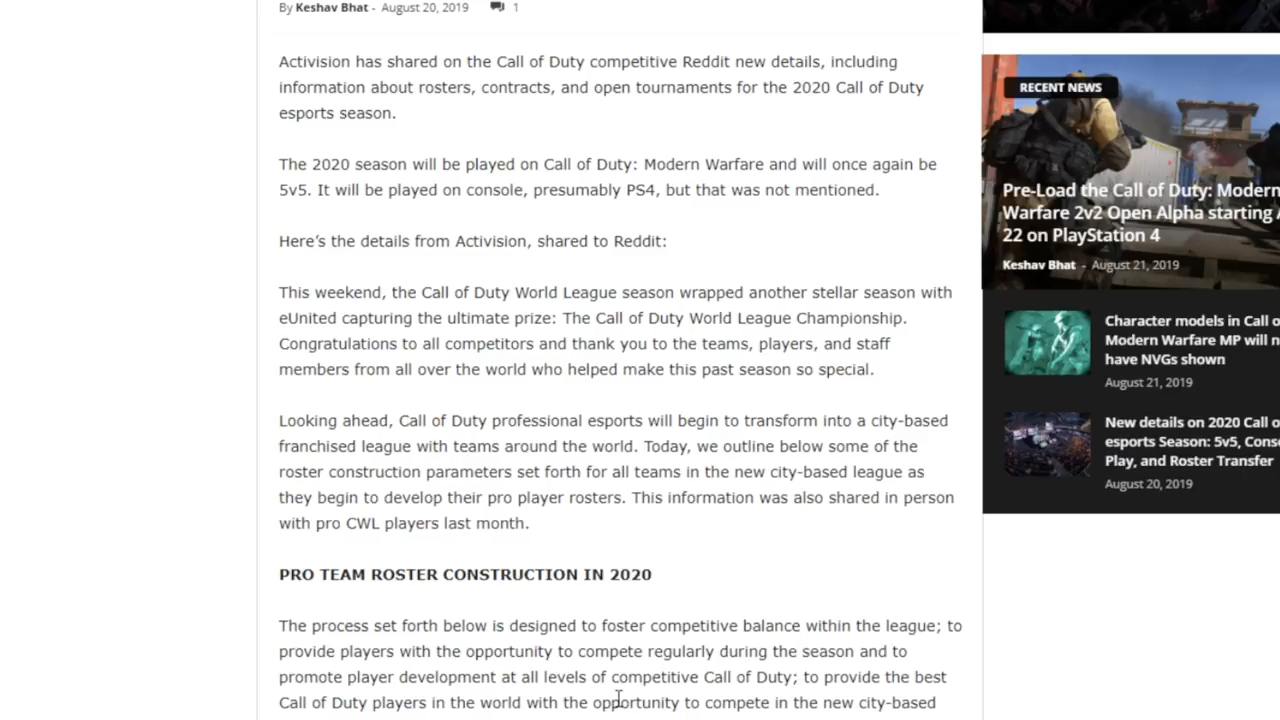 By Keshav Bhat - August 20, 2019 1
Activision has shared on the Call of Duty competitive Reddit new details, including
information about rosters, contracts, and open tournaments for the 2020 Call of Duty
esports season.
The 2020 season will be played on Call of Duty: Modern Warfare and will once again be
5v5. It will be played on console, presumably PS4, but that was not mentioned.
Here's the details from Activision, shared to Reddit:
This weekend, the Call of Duty World League season wrapped another stellar season with
eUnited capturing the ultimate prize: The Call of Duty World League Championship.
Congratulations to all competitors and thank you to the teams, players, and staff
members from all over the world who helped make this past season so special.
Looking ahead, Call of Duty professional esports will begin to transform into a city-based
franchised league with teams around the world. Today, we outline below some of the
roster construction parameters set forth for all teams in the new city-based league as
they begin to develop their pro player rosters. This information was also shared in person
with pro CWL players last month.
PRO TEAM ROSTER CONSTRUCTION IN 2020
The process set forth below is designed to foster competitive balance within the league; to
provide players with the opportunity to compete regularly during the season and to
promote player development at all levels of competitive Call of Duty; to provide the best
Call of Duty players in the world with the opportunity to compete in the new city-based
RECENT NEWS
Pre-Load the Call of Duty: Modern
Warfare 2v2 Open Alpha starting
22 on PlayStation 4
Keshav Bhat - August 21, 2019
Character models in Call
Modern Warfare MP will
have NVGs shown
August 21, 2019
New details on 2020 Call
esports Season: 5v5,
Play, and Roster Transfer
August 20, 2019